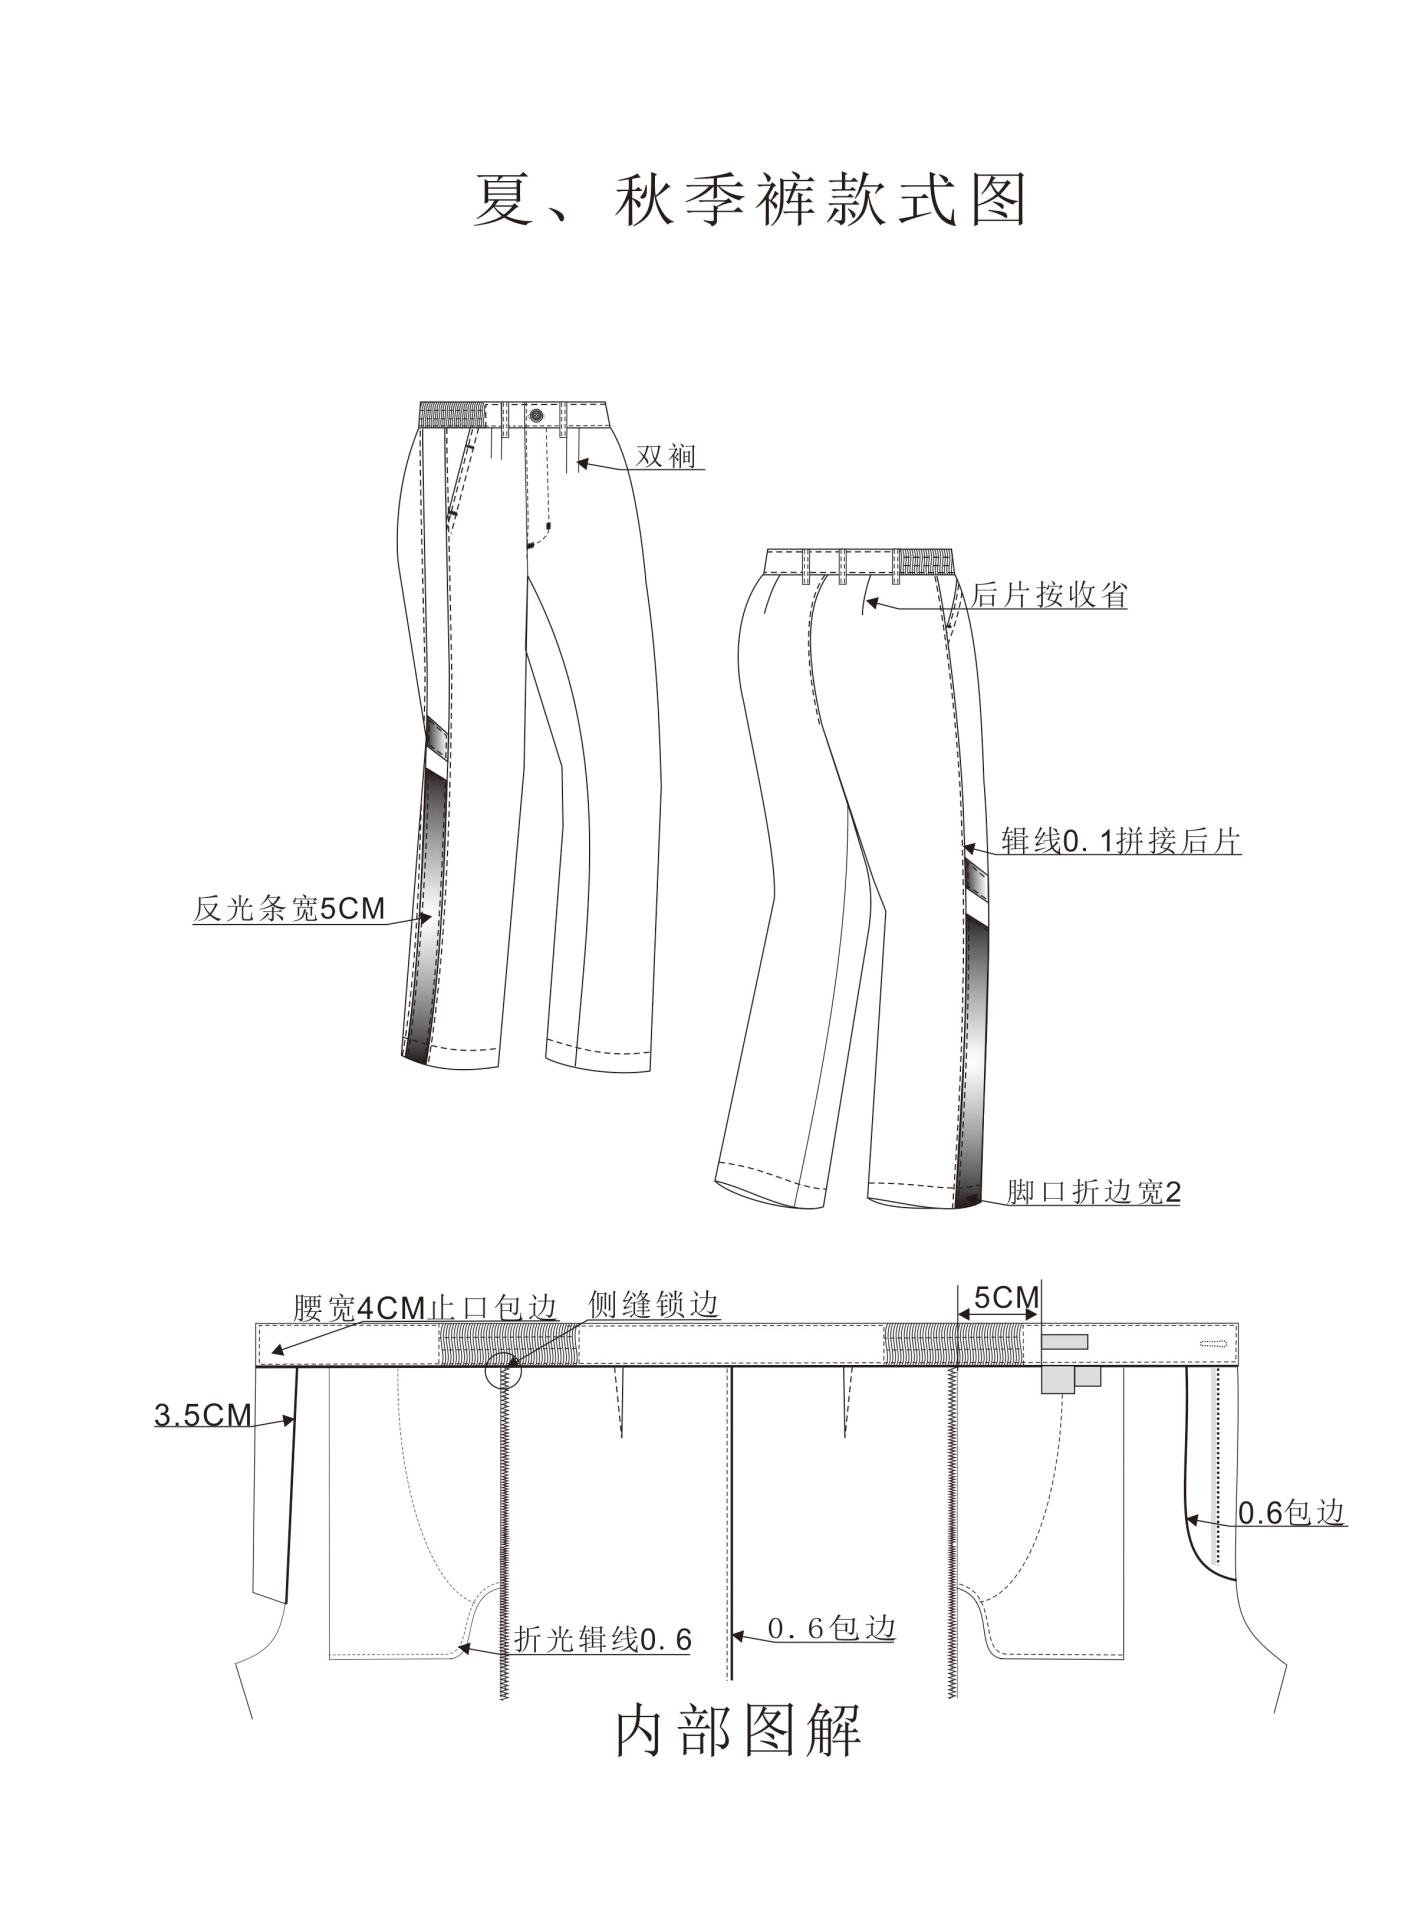 夏、秋季裤款式图
双裥
后片按收省
辑线0.1拼接后片
反光条宽5CM
脚口折边宽2
腰宽4CM止口包边
侧缝锁边
5CM
3.5CM
0.6包边
折光辑线0.6
0.6包边
内部图解